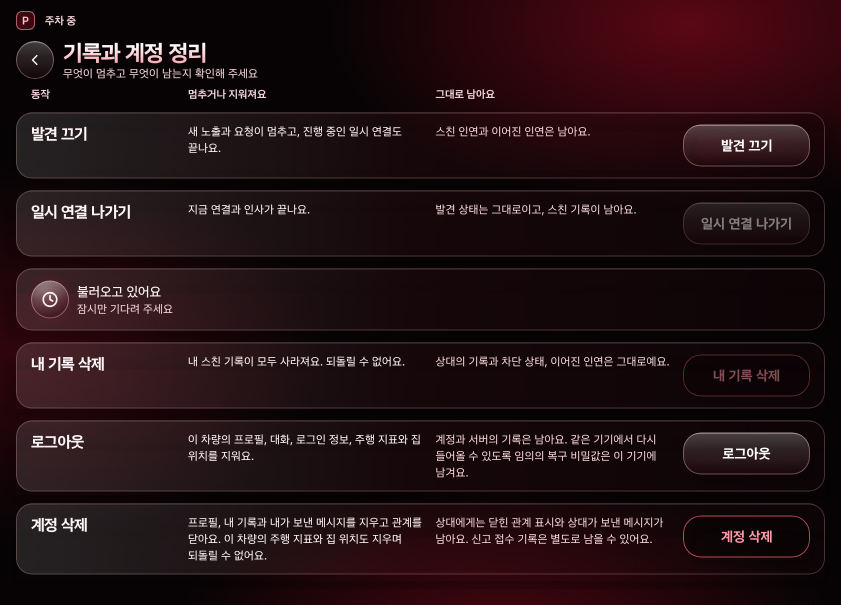 P 주차 중
기록과 계정 정리
무엇이 멈추고 무엇이 남는지 확인해 주세요
동작 멈추거나 지워져요 그대로 남아요
발견 끄기
새 노출과 요청이 멈추고, 진행 중인 일시 연결도
끝나요.
스친 인연과 이어진 인연은 남아요.
발견 끄기
일시 연결 나가기
지금 연결과 인사가 끝나요.
발견 상태는 그대로이고, 스친 기록이 남아요.
일시 연결 나가기
불러오고 있어요
잠시만 기다려 주세요
내 기록 삭제
내 스친 기록이 모두 사라져요. 되돌릴 수 없어요.
상대의 기록과 차단 상태, 이어진 인연은 그대로예요.
내 기록 삭제
로그아웃
이 차량의 프로필, 대화, 로그인 정보, 주행 지표와 집
위치를 지워요.
계정과 서버의 기록은 남아요. 같은 기기에서 다시
들어올 수 있도록 임의의 복구 비밀값은 이 기기에
남겨요.
로그아웃
계정 삭제
프로필, 내 기록과 내가 보낸 메시지를 지우고 관계를
닫아요. 이 차량의 주행 지표와 집 위치도 지우며
되돌릴 수 없어요.
상대에게는 닫힌 관계 표시와 상대가 보낸 메시지가
남아요. 신고 접수 기록은 별도로 남을 수 있어요.
계정 삭제